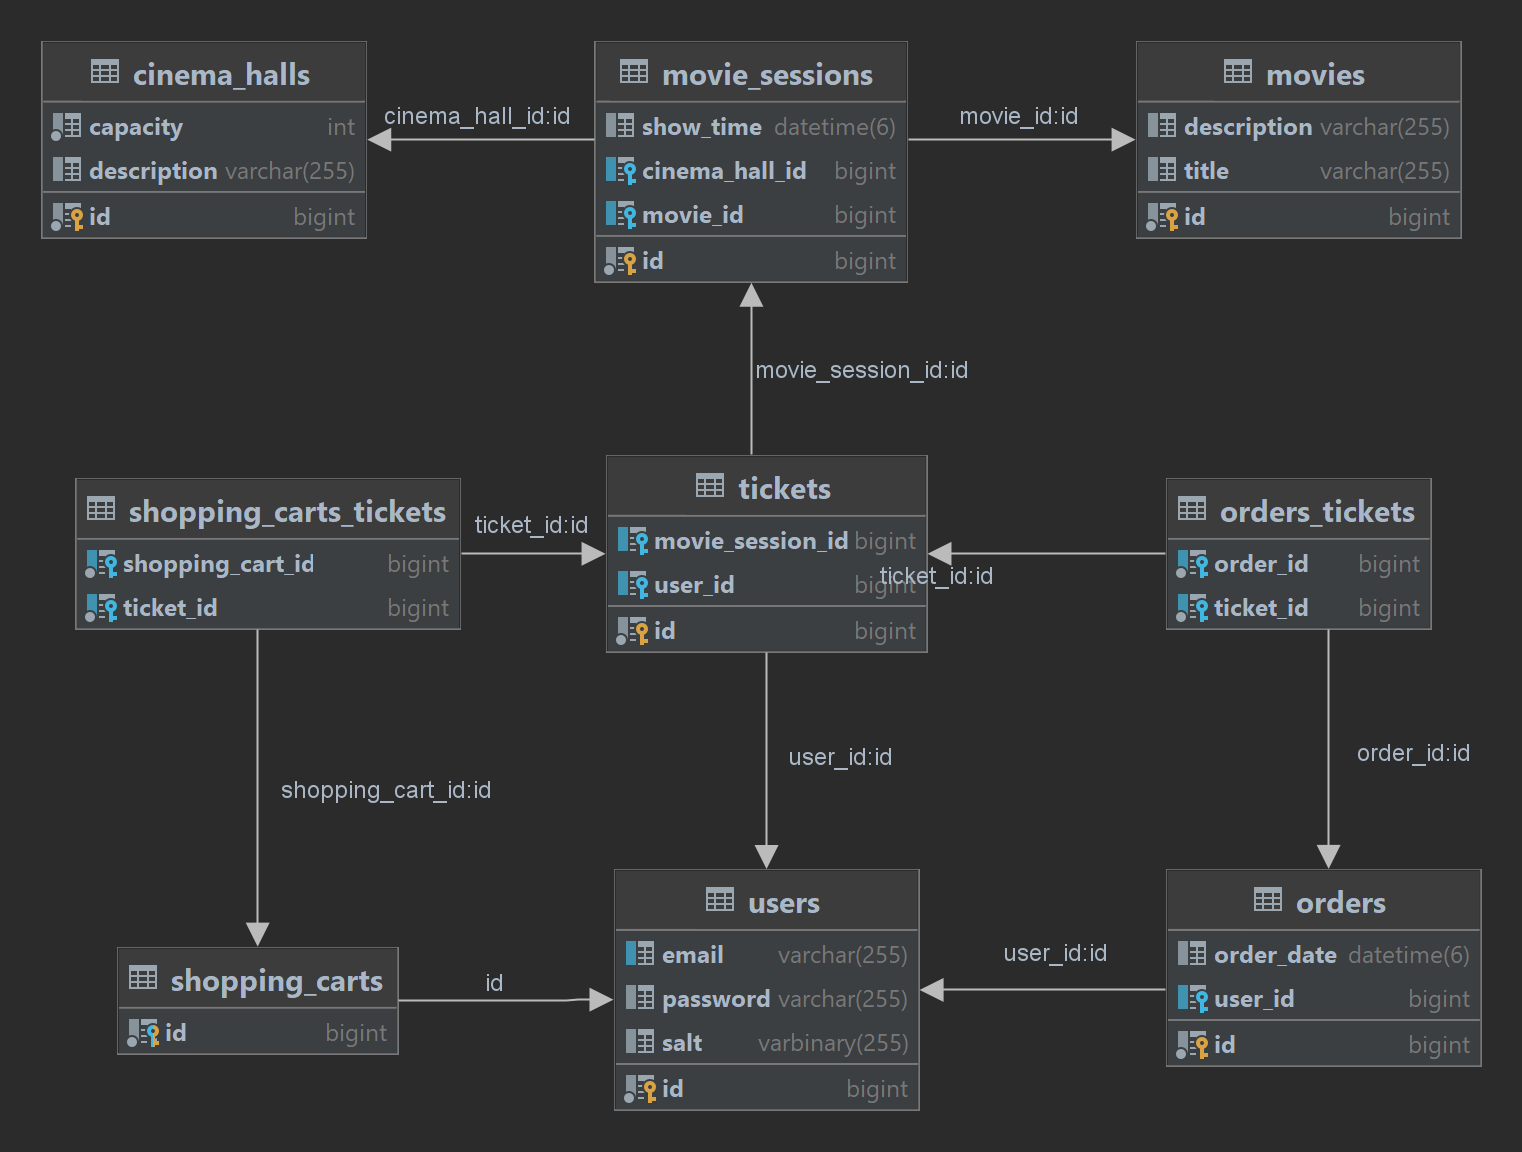 cinema_halls
capacity int
description varchar(255)
id bigint
cinema_hall_id:id
movie_sessions
show_time datetime(6)
cinema_hall_id bigint
movie_id bigint
id bigint
movie_id:id
movies
description varchar(255)
title varchar(255)
id bigint
movie_session_id:id
shopping_carts_tickets
shopping_cart_id bigint
ticket_id bigint
ticket_id:id
tickets
movie_session_id bigint
user_id bigint
id bigint
ticket_id:id
orders_tickets
order_id bigint
ticket_id bigint
shopping_cart_id:id
user_id:id
order_id:id
shopping_carts
id bigint
id
users
email varchar(255)
password varchar(255)
salt varbinary(255)
id bigint
user_id:id
orders
order_date datetime(6)
user_id bigint
id bigint